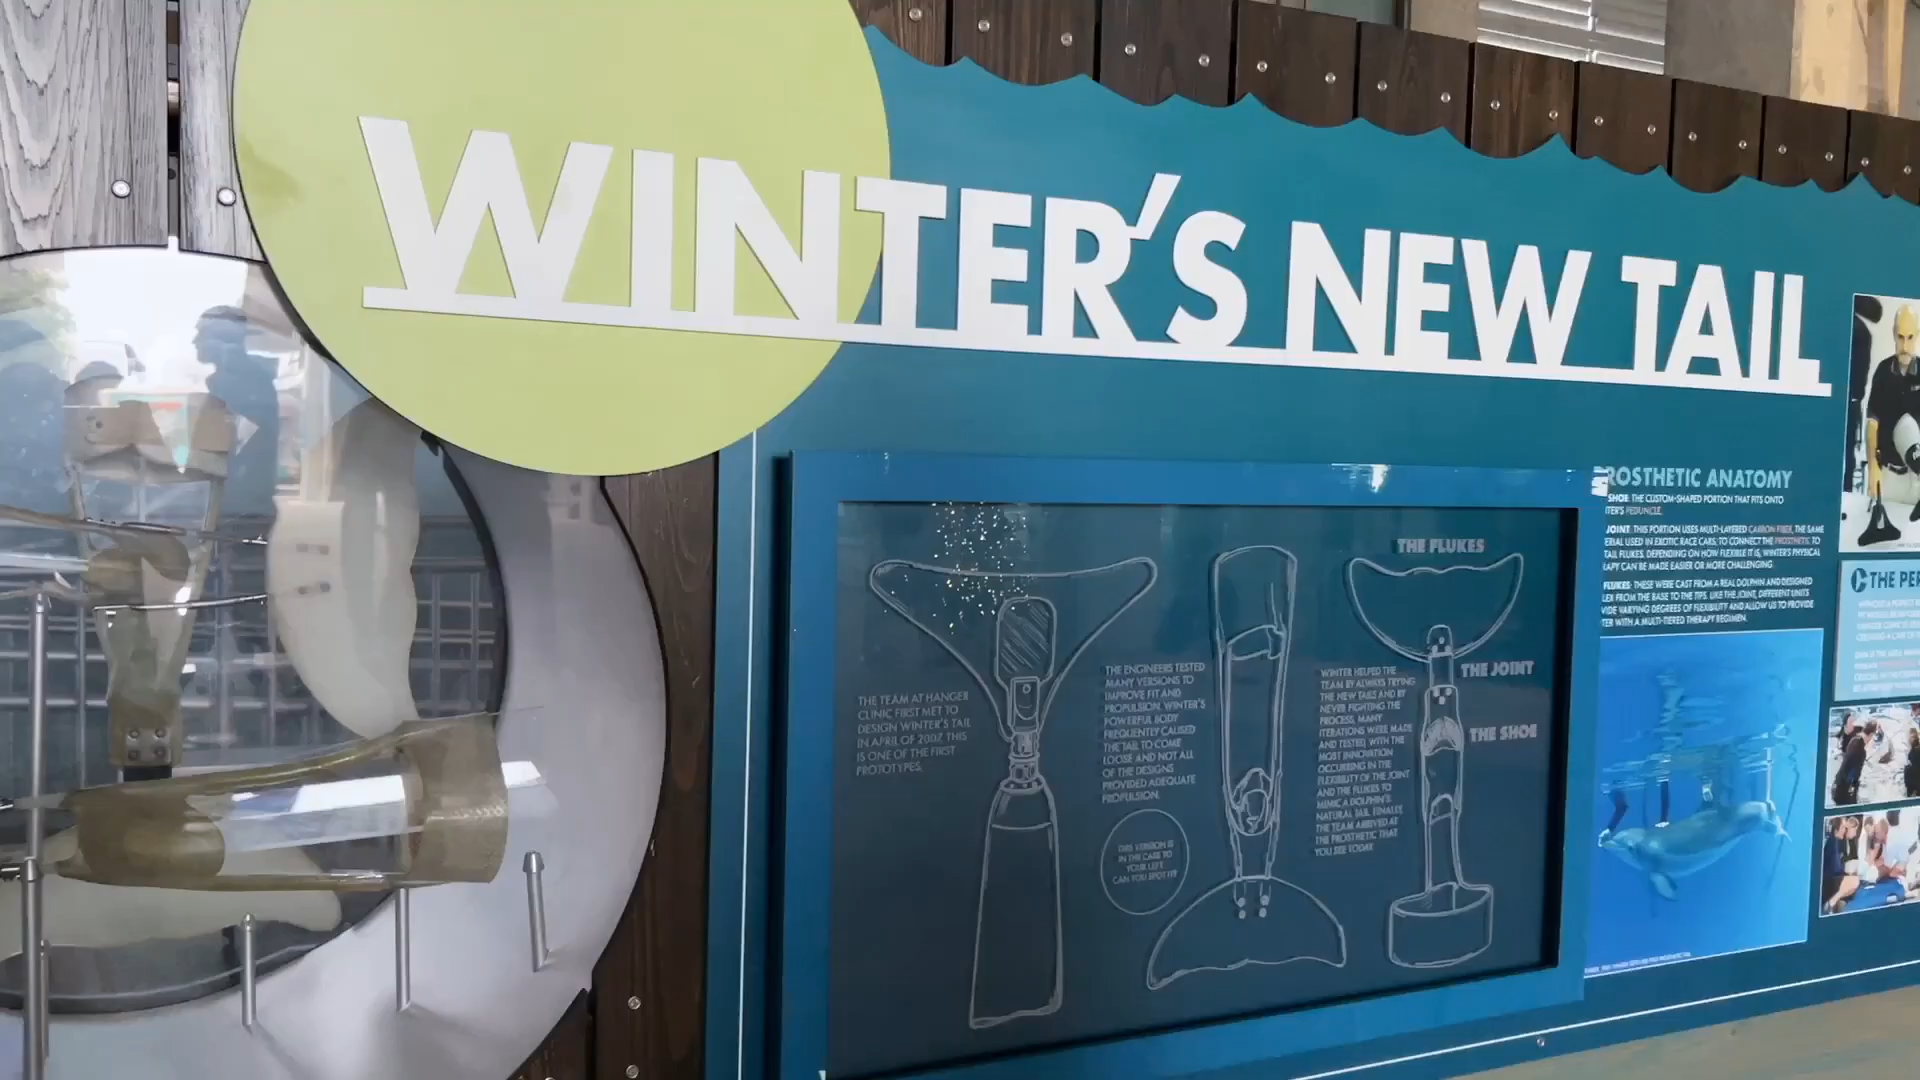 WINTER'S NEW TAIL
THE TEAM AT HANGER
CLINIC FIRST MET TO
DESIGN WINTER'S TAIL
IN APRIL OF 2007. THIS
IS ONE OF THE FIRST
PROTOTYPES.
THE ENGINEERS TESTED
MANY VERSIONS TO
IMPROVE FIT AND
PROPULSION. WINTER'S
POWERFUL BODY
FREQUENTLY CAUSED
THE TAIL TO COME
LOOSE AND NOT ALL
OF THE DESIGNS
PROVIDED ADEQUATE
PROPULSION.
THIS VERSION IS
IN THE CASE TO
YOUR LEFT.
CAN YOU SPOT IT?
WINTER HELPED THE
TEAM BY ALWAYS TRYING
THE NEW TAILS AND BY
NEVER FIGHTING THE
PROCESS. MANY
ITERATIONS WERE MADE
AND TESTED, WITH THE
MOST INNOVATION
OCCURRING IN THE
FLEXIBILITY OF THE JOINT
AND THE FLUKES TO
MIMIC A DOLPHIN'S
NATURAL TAIL. FINALLY,
THE TEAM ARRIVED AT
THE PROSTHETIC THAT
YOU SEE TODAY.
THE FLUKES
THE JOINT
THE SHOE
ROSTHETIC ANATOMY
SHOE: THE CUSTOM-SHAPED PORTION THAT FITS ONTO
TER'S PEDUNCLE.
JOINT: THIS PORTION USES MULTI-LAYERED CARBON FIBER, THE SAME
ERIAL USED IN EXOTIC RACE CARS, TO CONNECT THE PROSTHETIC TO
TAIL FLUKES. DEPENDING ON HOW FLEXIBLE IT IS, WINTER'S PHYSICAL
APY CAN BE MADE EASIER OR MORE CHALLENGING.
FLUKES: THESE WERE CAST FROM A REAL DOLPHIN AND DESIGNED
LEX FROM THE BASE TO THE TIPS. LIKE THE JOINT, DIFFERENT UNITS
VIDE VARYING DEGREES OF FLEXIBILITY AND ALLOW US TO PROVIDE
TER WITH A MULTI-TIERED THERAPY REGIMEN.
THE PER